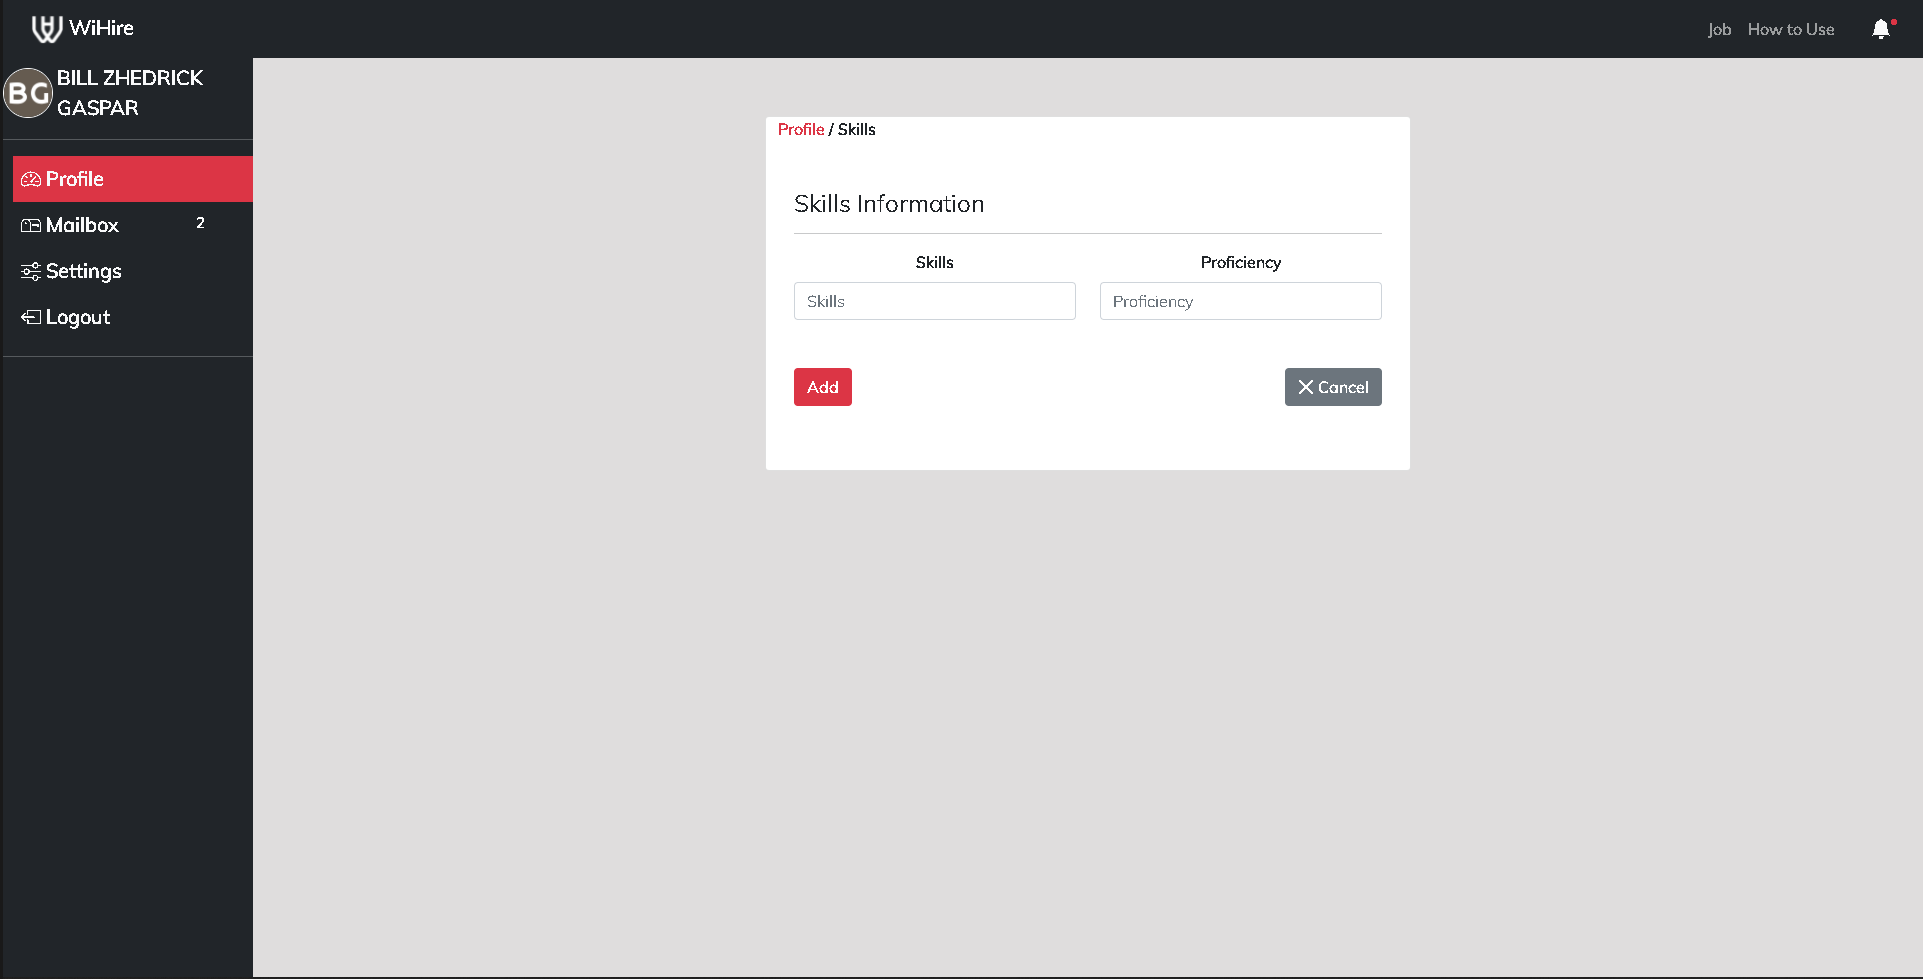 WiHire
Job
How to Use
BG
BILL ZHEDRICK
GASPAR
Profile
Mailbox 2
Settings
Logout
Profile / Skills
Skills Information
Skills Proficiency
Skills Proficiency
Add Cancel